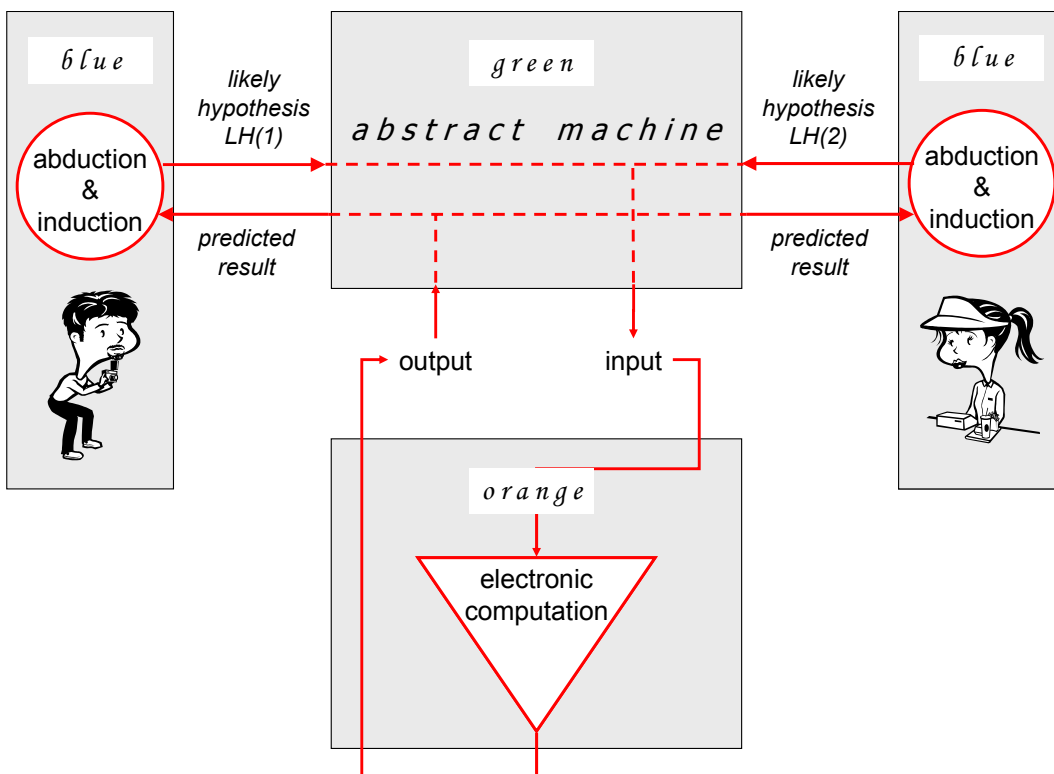 blue
abduction
&
induction
likely
hypothesis
LH(1)
predicted
result
green
abstract machine
likely
hypothesis
LH(2)
predicted
result
blue
abduction
&
induction
output
input
orange
electronic
computation